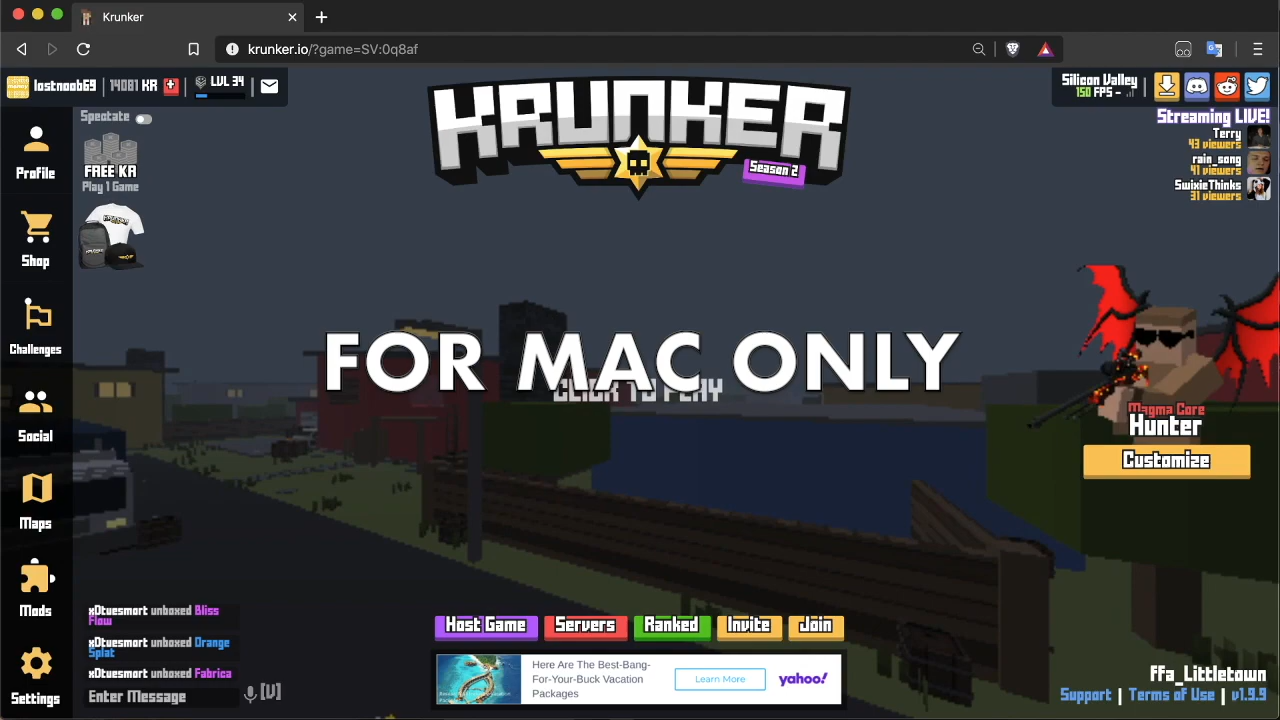 Krunker
krunker.io/?game=SV:0q8af
lostnoob69 | 14081 KR | LVL 34
Silicon Valley
150 FPS -
Spectate
FREE KR
Play 1 Game
KRUNKER
Season 2
Streaming LIVE!
Terry
43 viewers
rain_song
41 viewers
SwixieThinks
31 viewers
Profile
Shop
Challenges
Social
Maps
Mods
Settings
FOR MAC ONLY
CLICK TO PLAY
Magma Core
Hunter
Customize
xDtuesmort unboxed Bliss
Flow
xDtuesmort unboxed Orange
Splat
xDtuesmort unboxed Fabrica
Enter Message
[V]
Host Game
Servers
Ranked
Invite
Join
Here Are The Best-Bang-
For-Your-Buck Vacation
Packages
Learn More
yahoo!
ffa_Littletown
Support | Terms of Use | v1.9.9